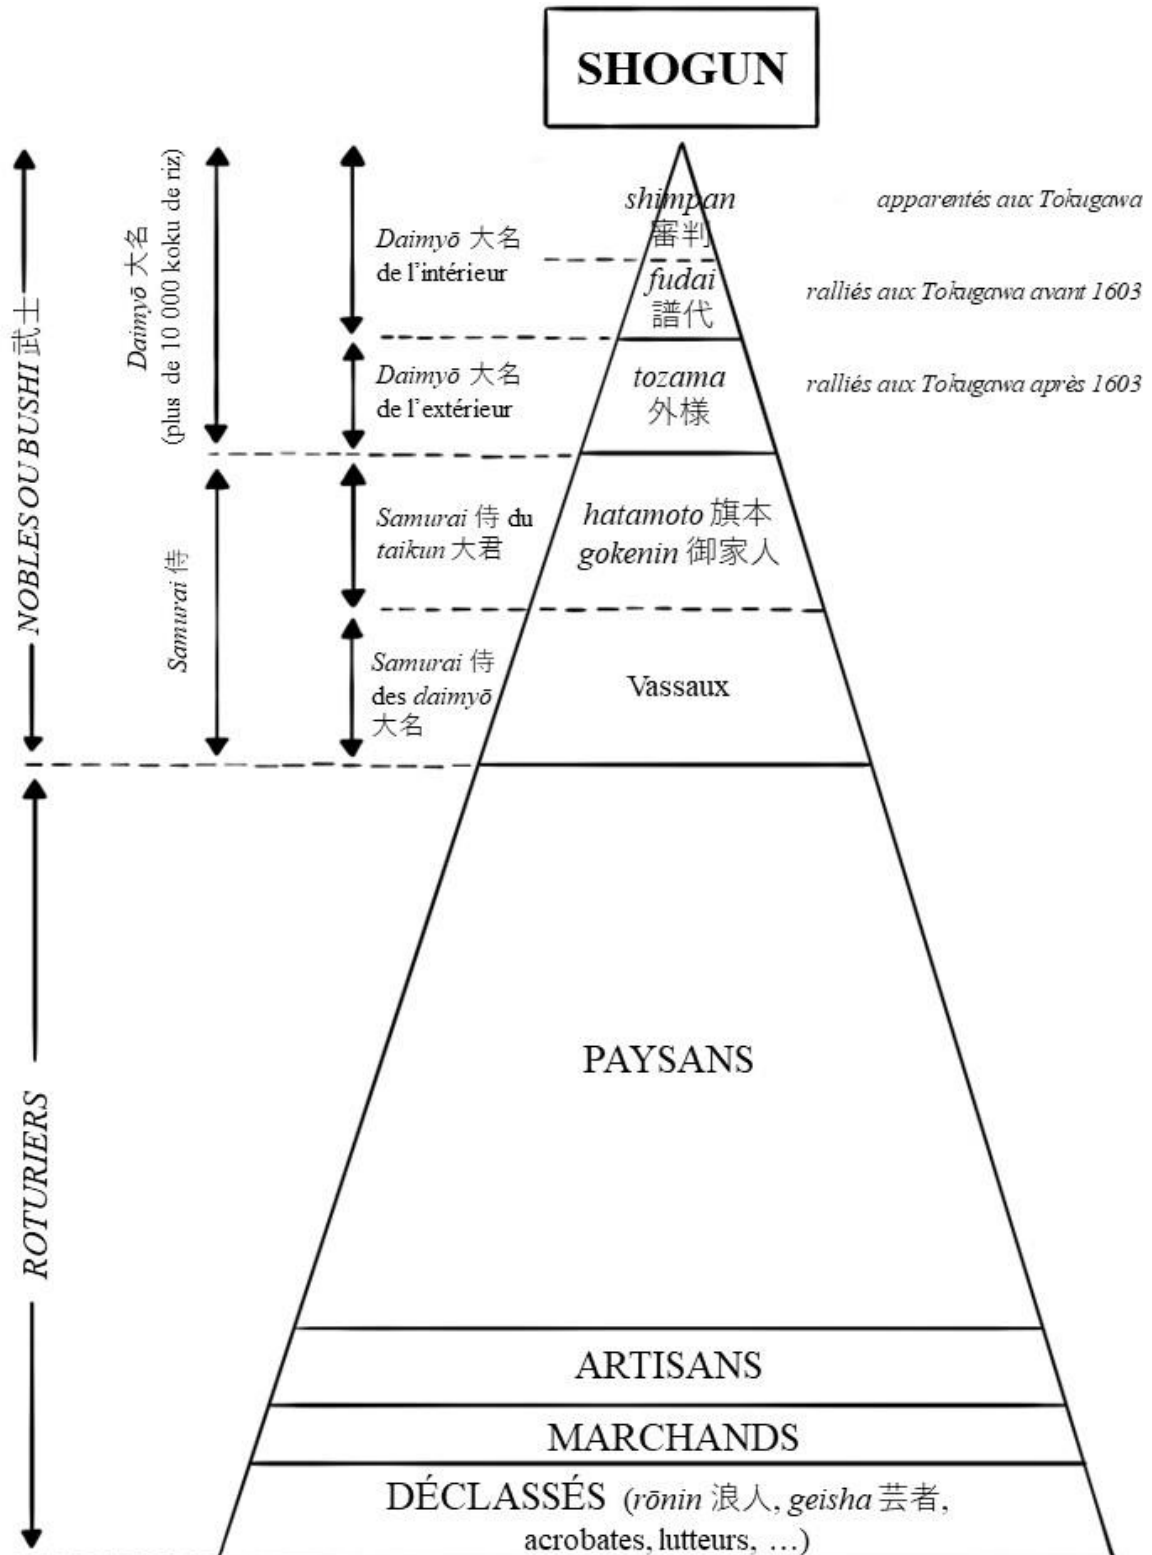 SHOGUN
NOBLES OU BUSHI 武士
Daimyō 大名
(plus de 10 000 koku de riz)
Daimyō 大名
de l'intérieur
shimpan
審判
apparentés aux Tokugawa
fudai
譜代
ralliés aux Tokugawa avant 1603
Daimyō 大名
de l'extérieur
tozama
外様
ralliés aux Tokugawa après 1603
Samurai 侍
Samurai 侍 du
taikun 大君
hatamoto 旗本
gokenin 御家人
Samurai 侍
des daimyō
大名
Vassaux
ROTURIERS
PAYSANS
ARTISANS
MARCHANDS
DÉCLASSÉS (rōnin 浪人, geisha 芸者,
acrobates, lutteurs, …)